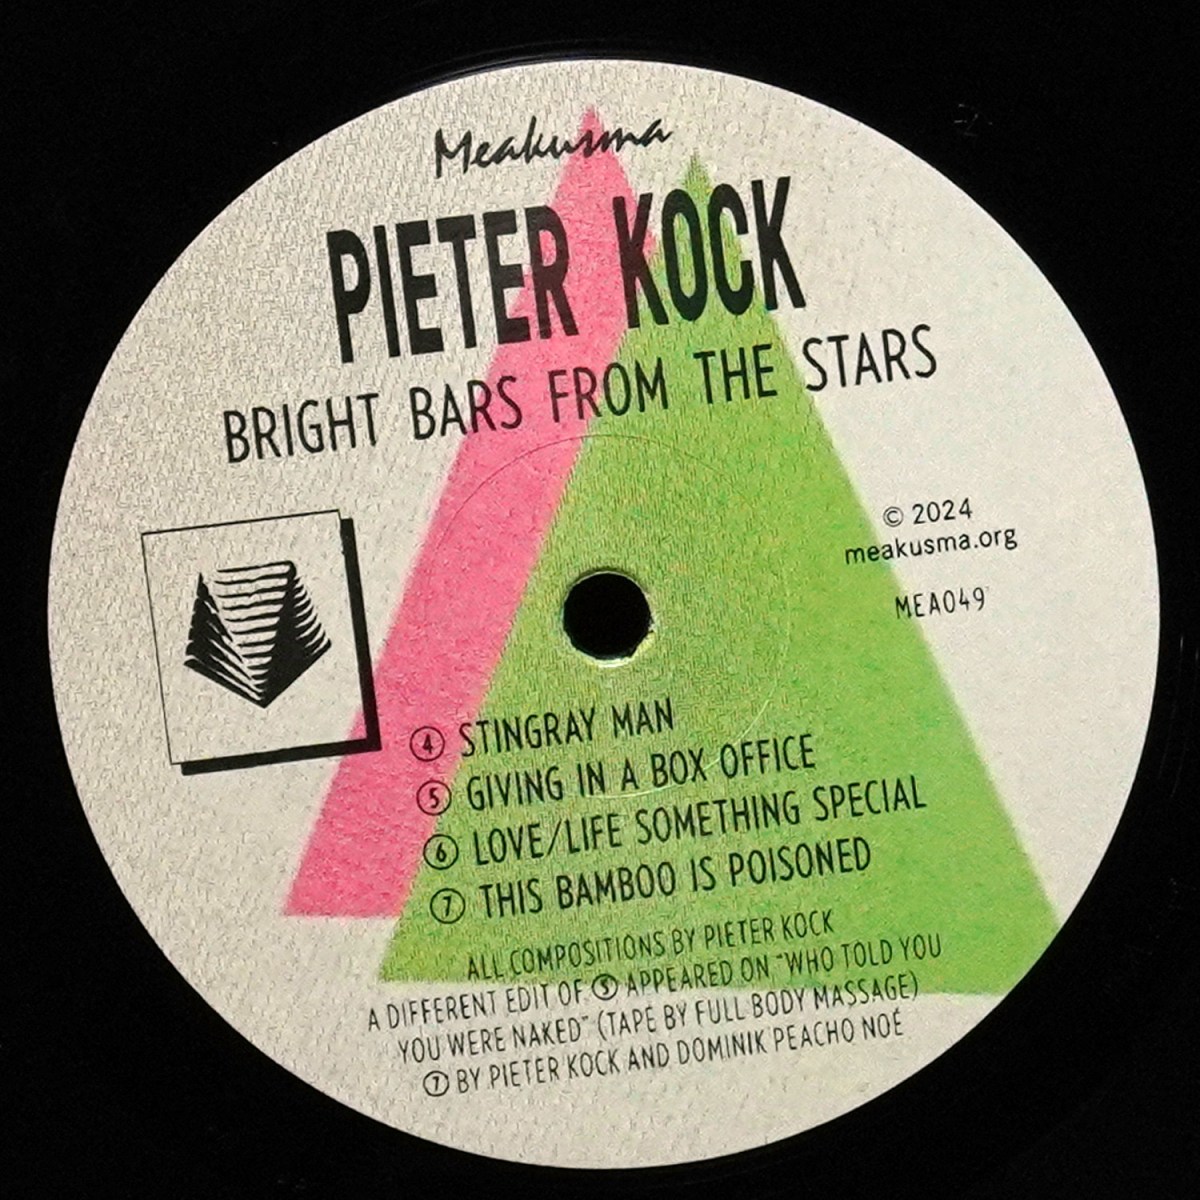 Meakusma
PIETER KOCK
BRIGHT BARS FROM THE STARS
© 2024
meakusma.org
MEA049
④ STINGRAY MAN
⑤ GIVING IN A BOX OFFICE
⑥ LOVE/LIFE SOMETHING SPECIAL
⑦ THIS BAMBOO IS POISONED
ALL COMPOSITIONS BY PIETER KOCK
A DIFFERENT EDIT OF ⑤ APPEARED ON "WHO TOLD YOU
YOU WERE NAKED" (TAPE BY FULL BODY MASSAGE)
⑦ BY PIETER KOCK AND DOMINIK PEACHO NOÉ